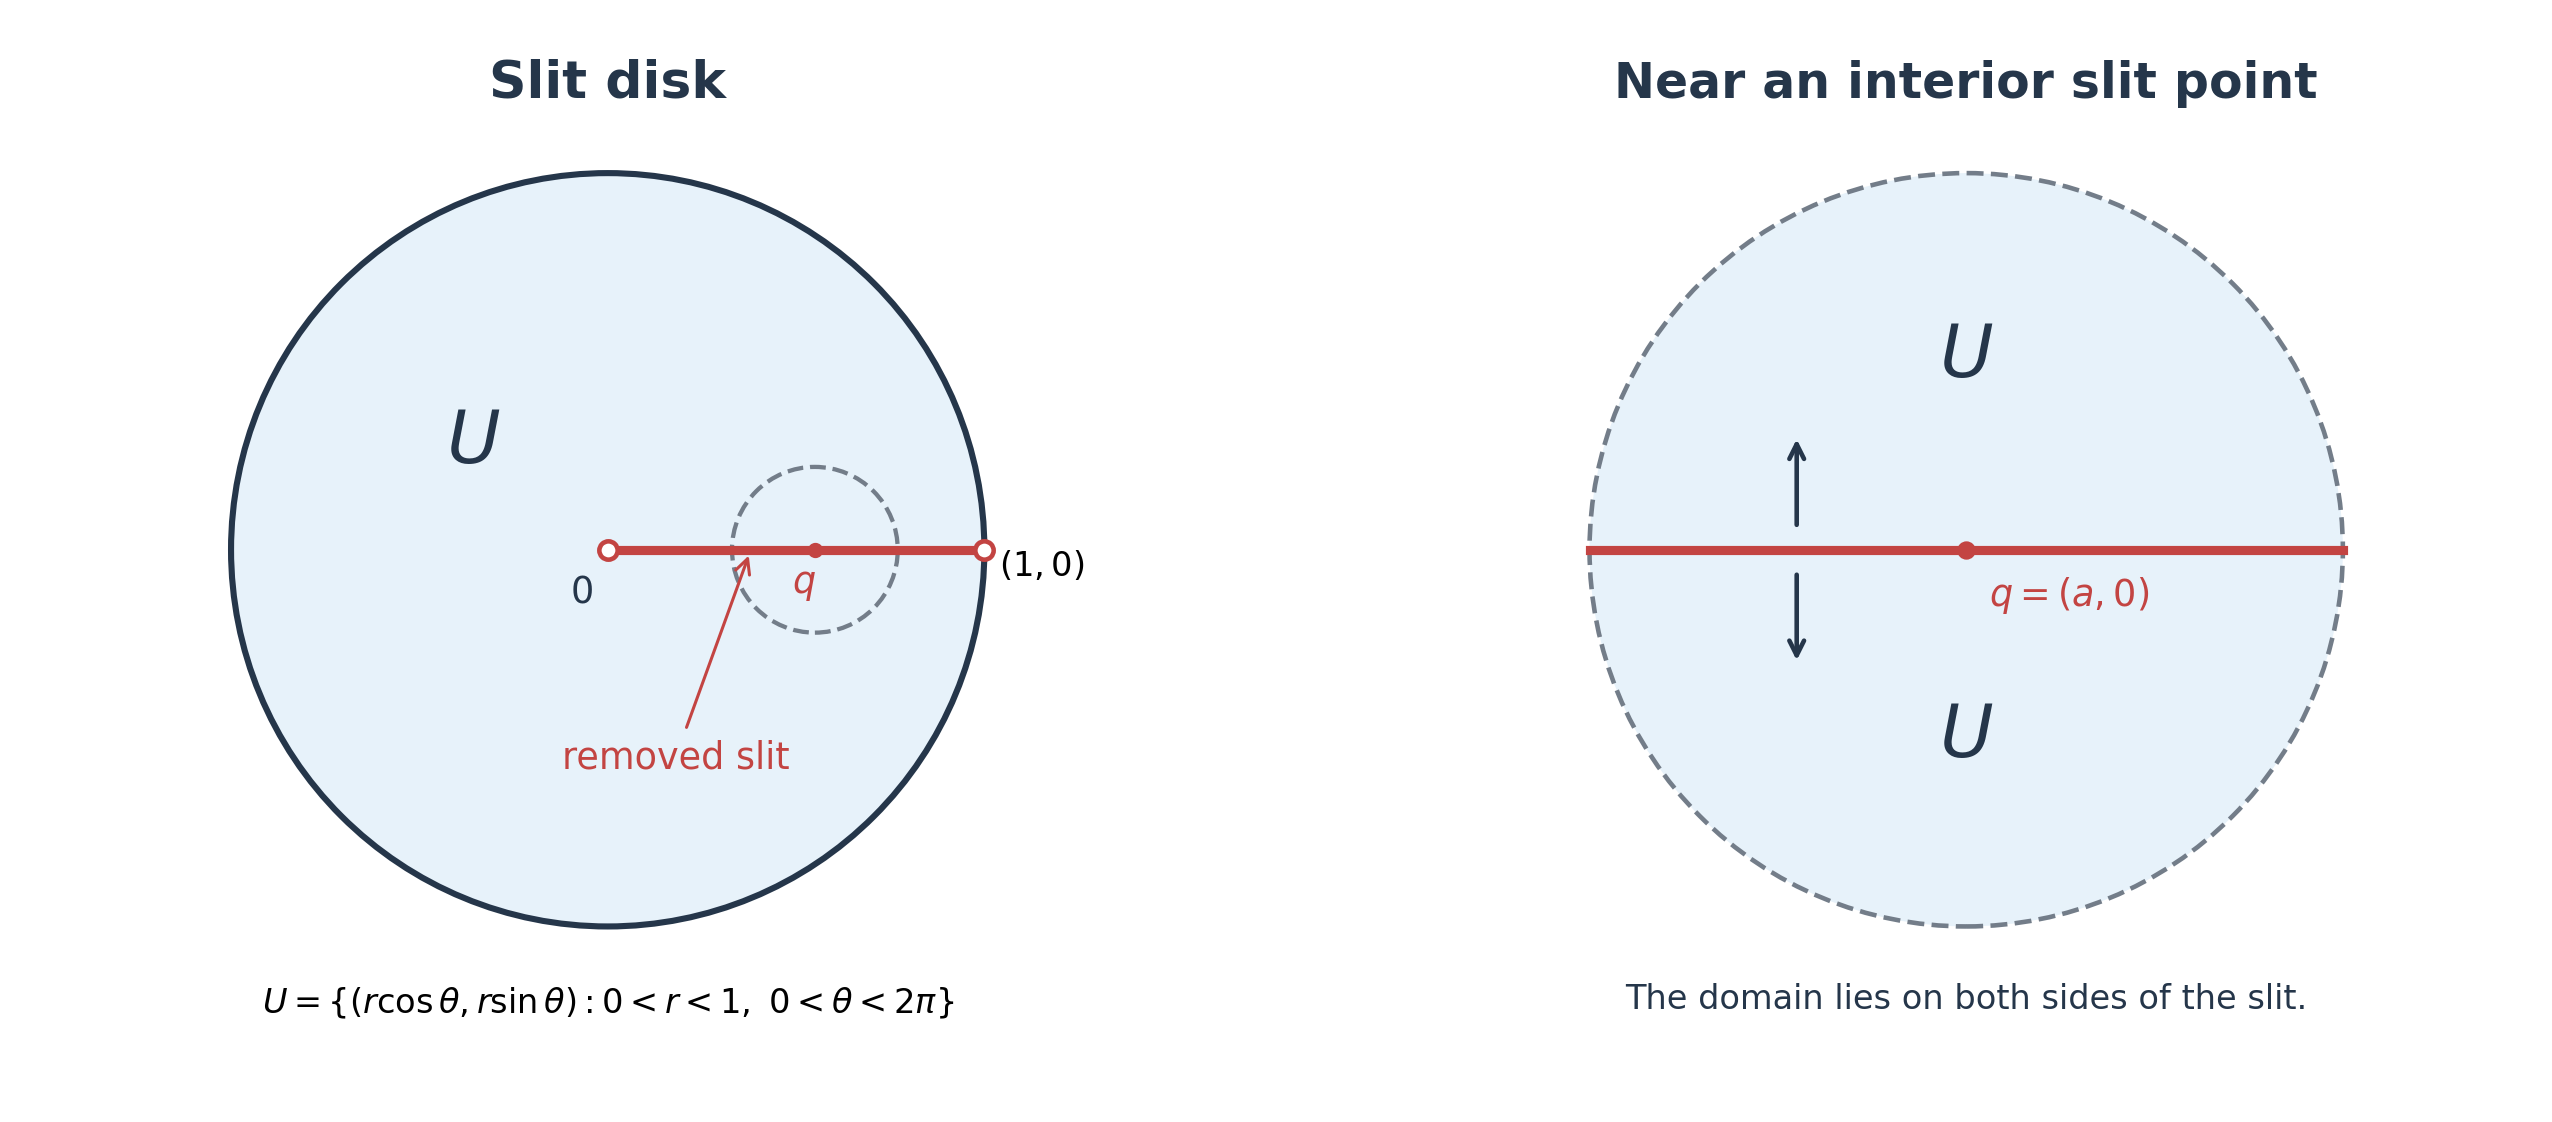 Slit disk
U
0
q
(1, 0)
removed slit
U = {(r cos θ, r sin θ) : 0 < r < 1, 0 < θ < 2π}
Near an interior slit point
U
q = (a, 0)
U
The domain lies on both sides of the slit.